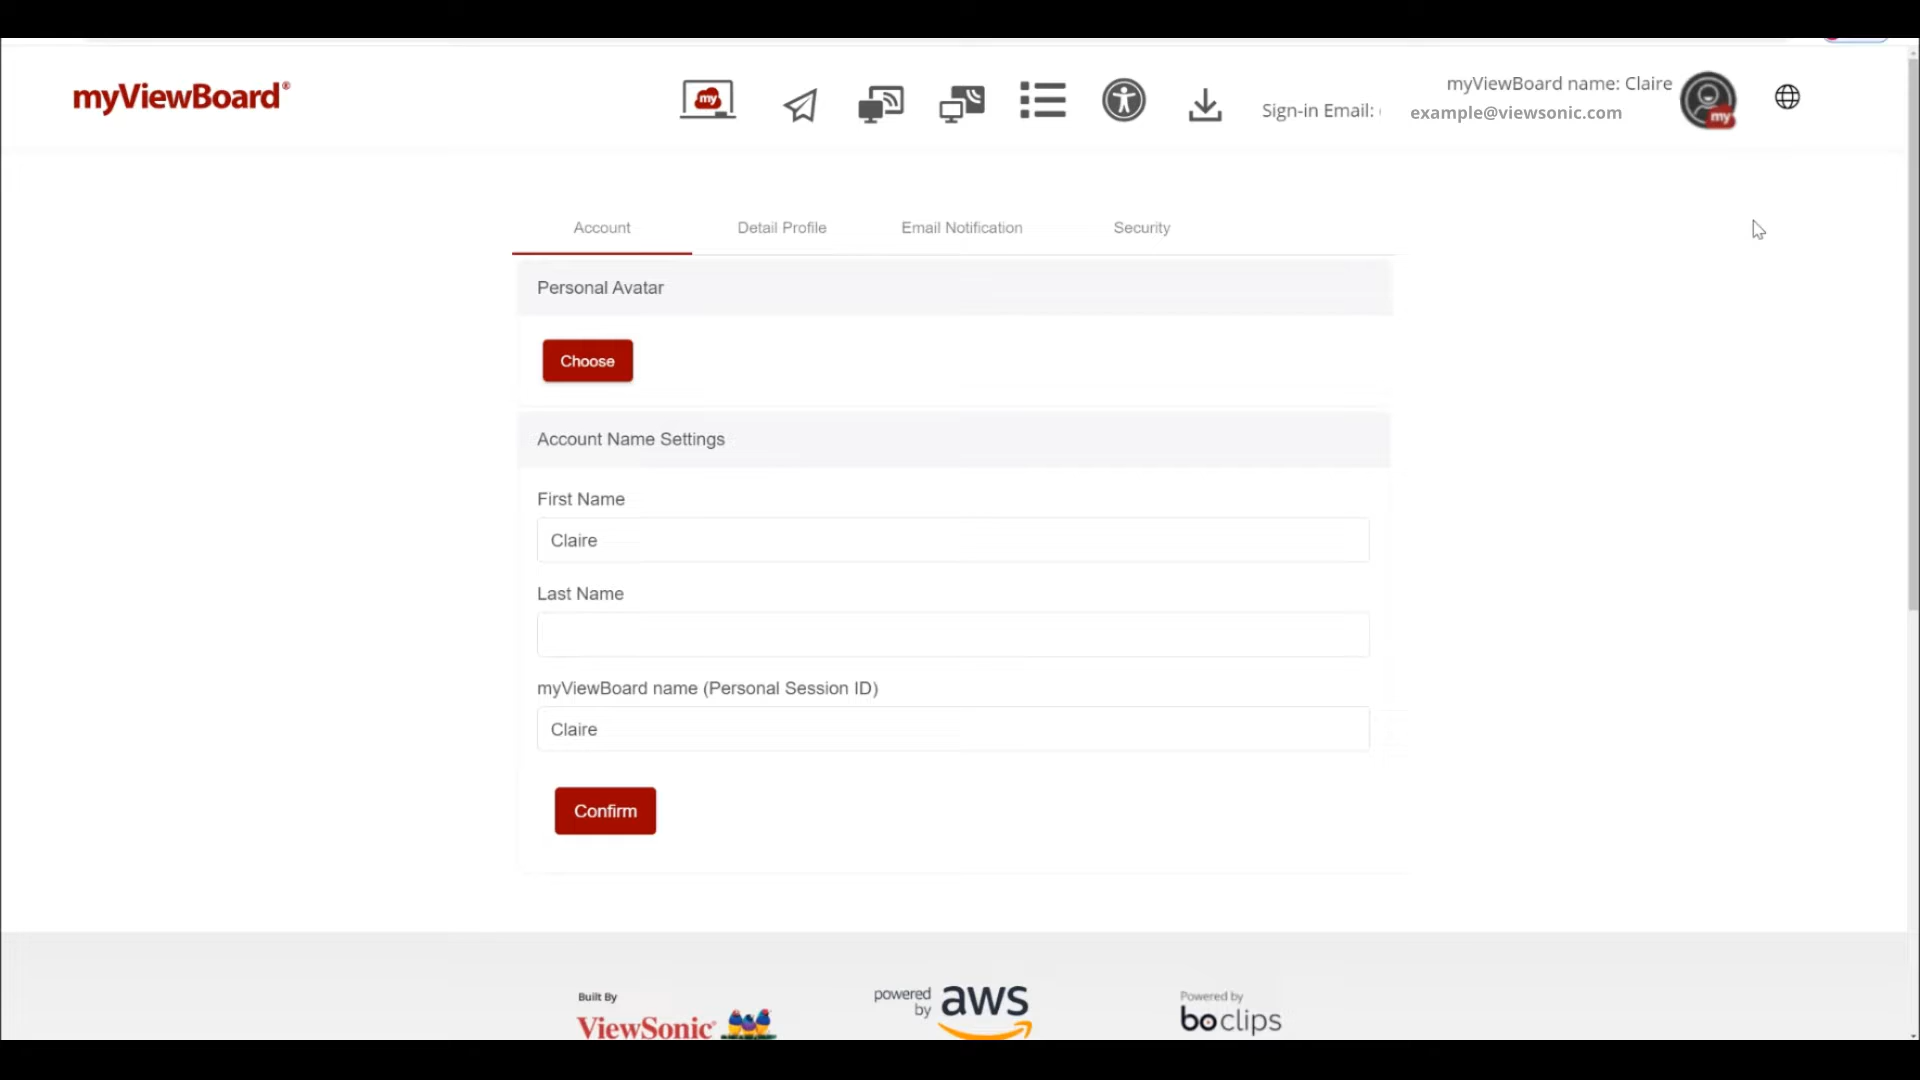 myViewBoard®
my
Sign-in Email:
myViewBoard name: Claire
example@viewsonic.com
my
Account
Detail Profile
Email Notification
Security
Personal Avatar
Choose
Account Name Settings
First Name
Claire
Last Name
myViewBoard name (Personal Session ID)
Claire
Confirm
Built By
ViewSonic®
powered by
aws
Powered by
boclips